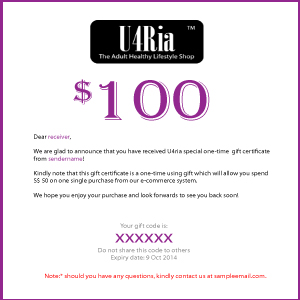 U4Ria ™
The Adult Healthy Lifestyle Shop
$100
Dear receiver,
We are glad to announce that you have received U4ria special one-time gift certificate
from sendername!
Kindly note that this gift certificate is a one-time using gift which will allow you spend
S$ 50 on one single purchase from our e-commerce system.
We hope you enjoy your purchase and look forwards to see you back soon!
Your gift code is:
XXXXXX
Do not share this code to others
Expiry date: 9 Oct 2014
Note:* should you have any questions, kindly contact us at sampleemail.com.